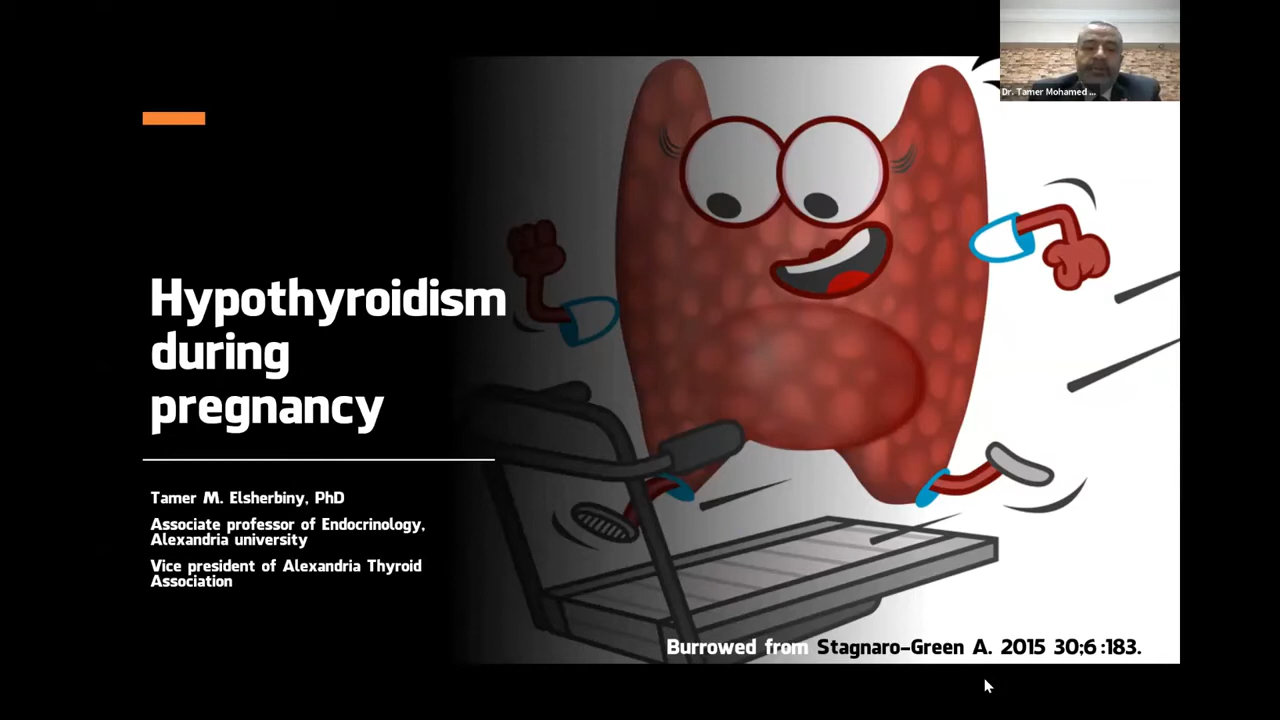 Dr. Tamer Mohamed ...
Hypothyroidism
during
pregnancy
Tamer M. Elsherbiny, PhD
Associate professor of Endocrinology,
Alexandria university
Vice president of Alexandria Thyroid
Association
Burrowed from Stagnaro-Green A. 2015 30;6:183.